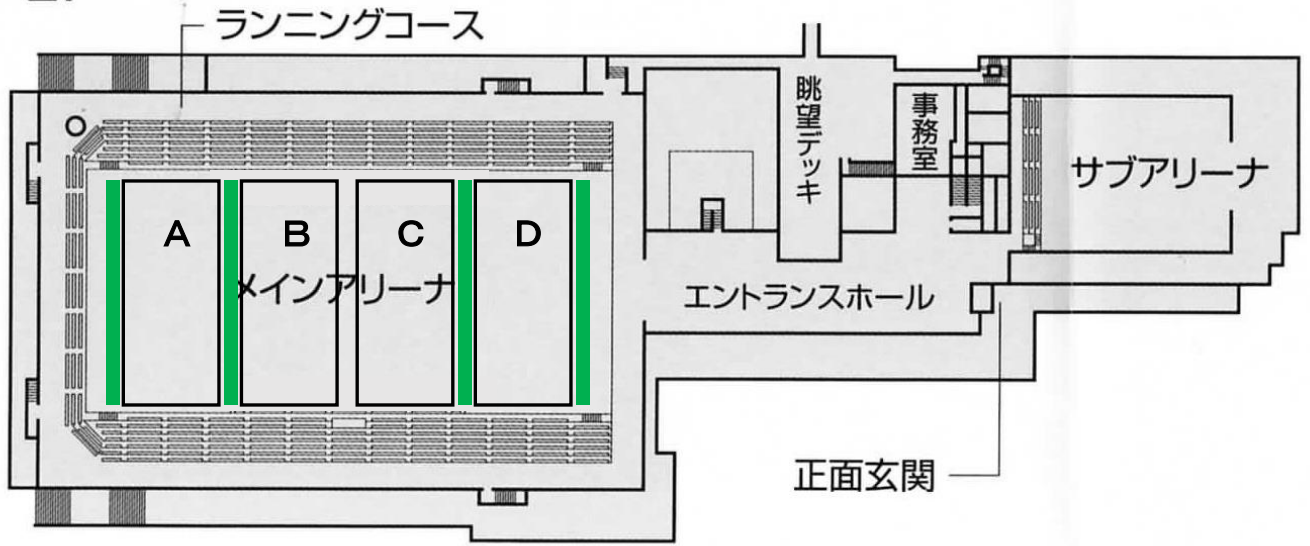 ランニングコース
眺望デッキ
事務室
サブアリーナ
A
B
C
D
メインアリーナ
エントランスホール
正面玄関